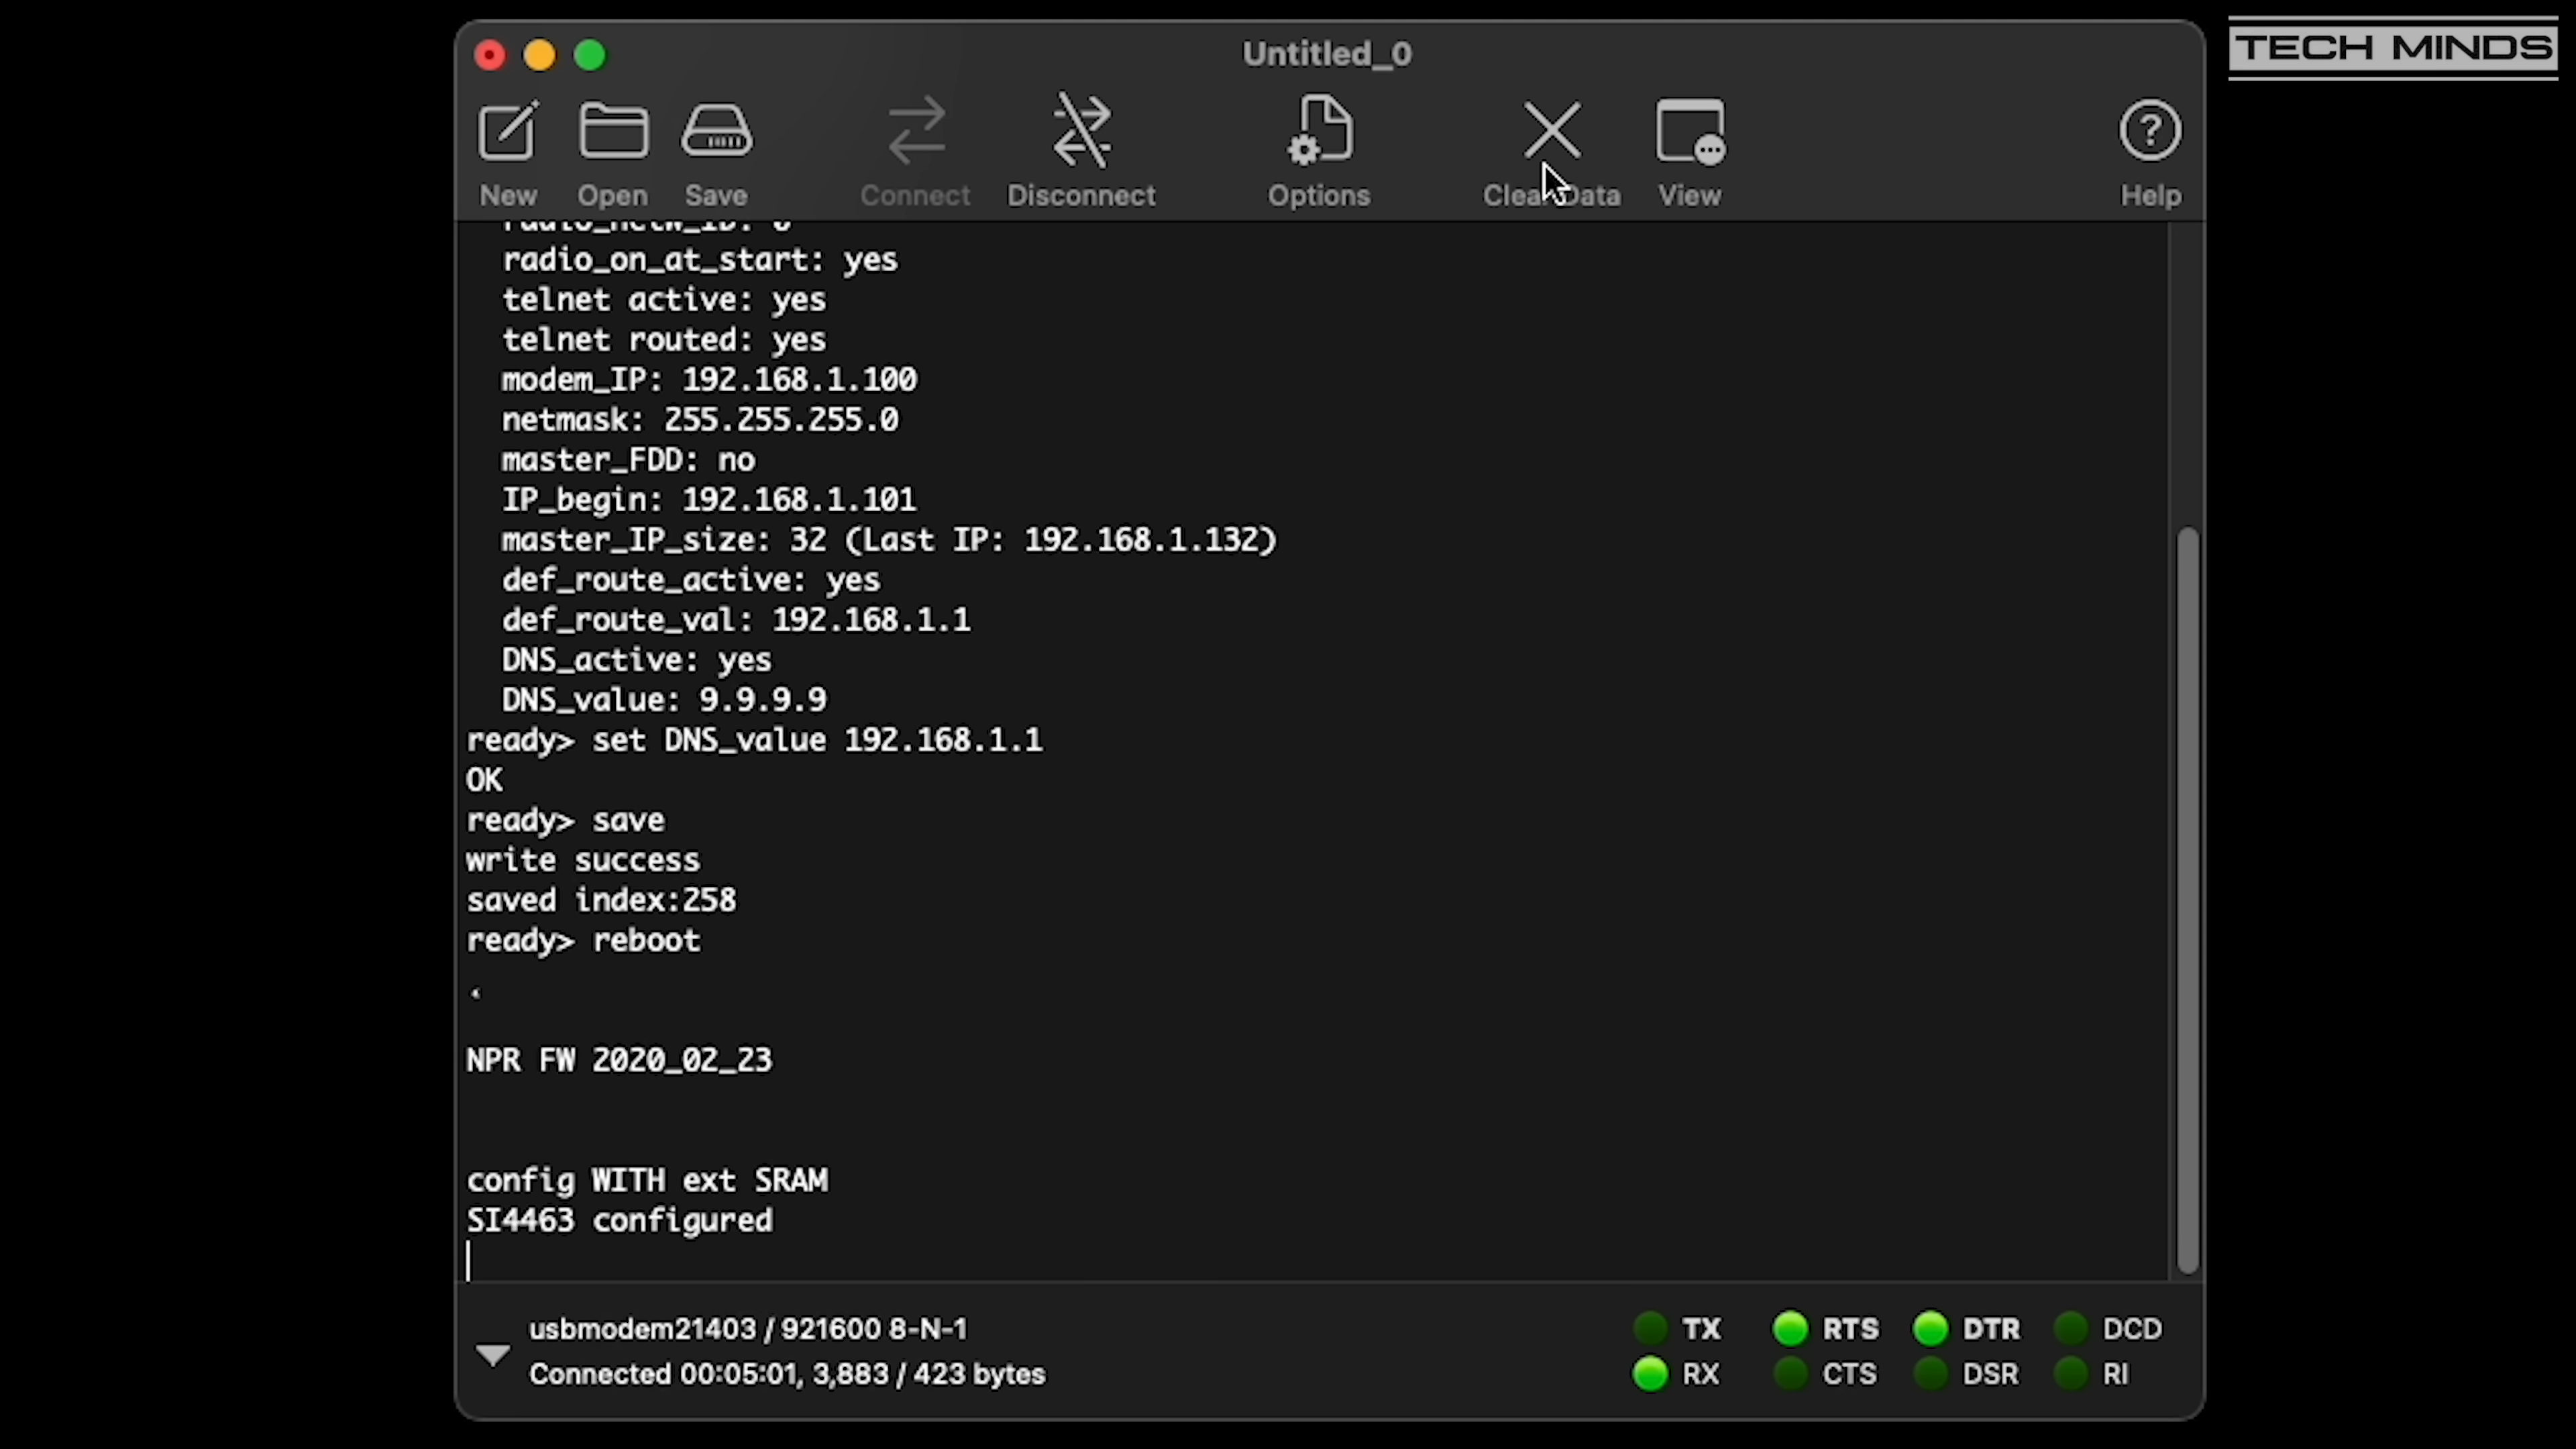 Untitled_0
TECH MINDS
New Open Save Connect Disconnect Options Clear Data View Help
radio_netw_ID: 0
radio_on_at_start: yes
telnet active: yes
telnet routed: yes
modem_IP: 192.168.1.100
netmask: 255.255.255.0
master_FDD: no
IP_begin: 192.168.1.101
master_IP_size: 32 (Last IP: 192.168.1.132)
def_route_active: yes
def_route_val: 192.168.1.1
DNS_active: yes
DNS_value: 9.9.9.9
ready> set DNS_value 192.168.1.1
OK
ready> save
write success
saved index:258
ready> reboot
NPR FW 2020_02_23
config WITH ext SRAM
SI4463 configured
usbmodem21403 / 921600 8-N-1
TX RTS DTR DCD
Connected 00:05:01, 3,883 / 423 bytes
RX CTS DSR RI